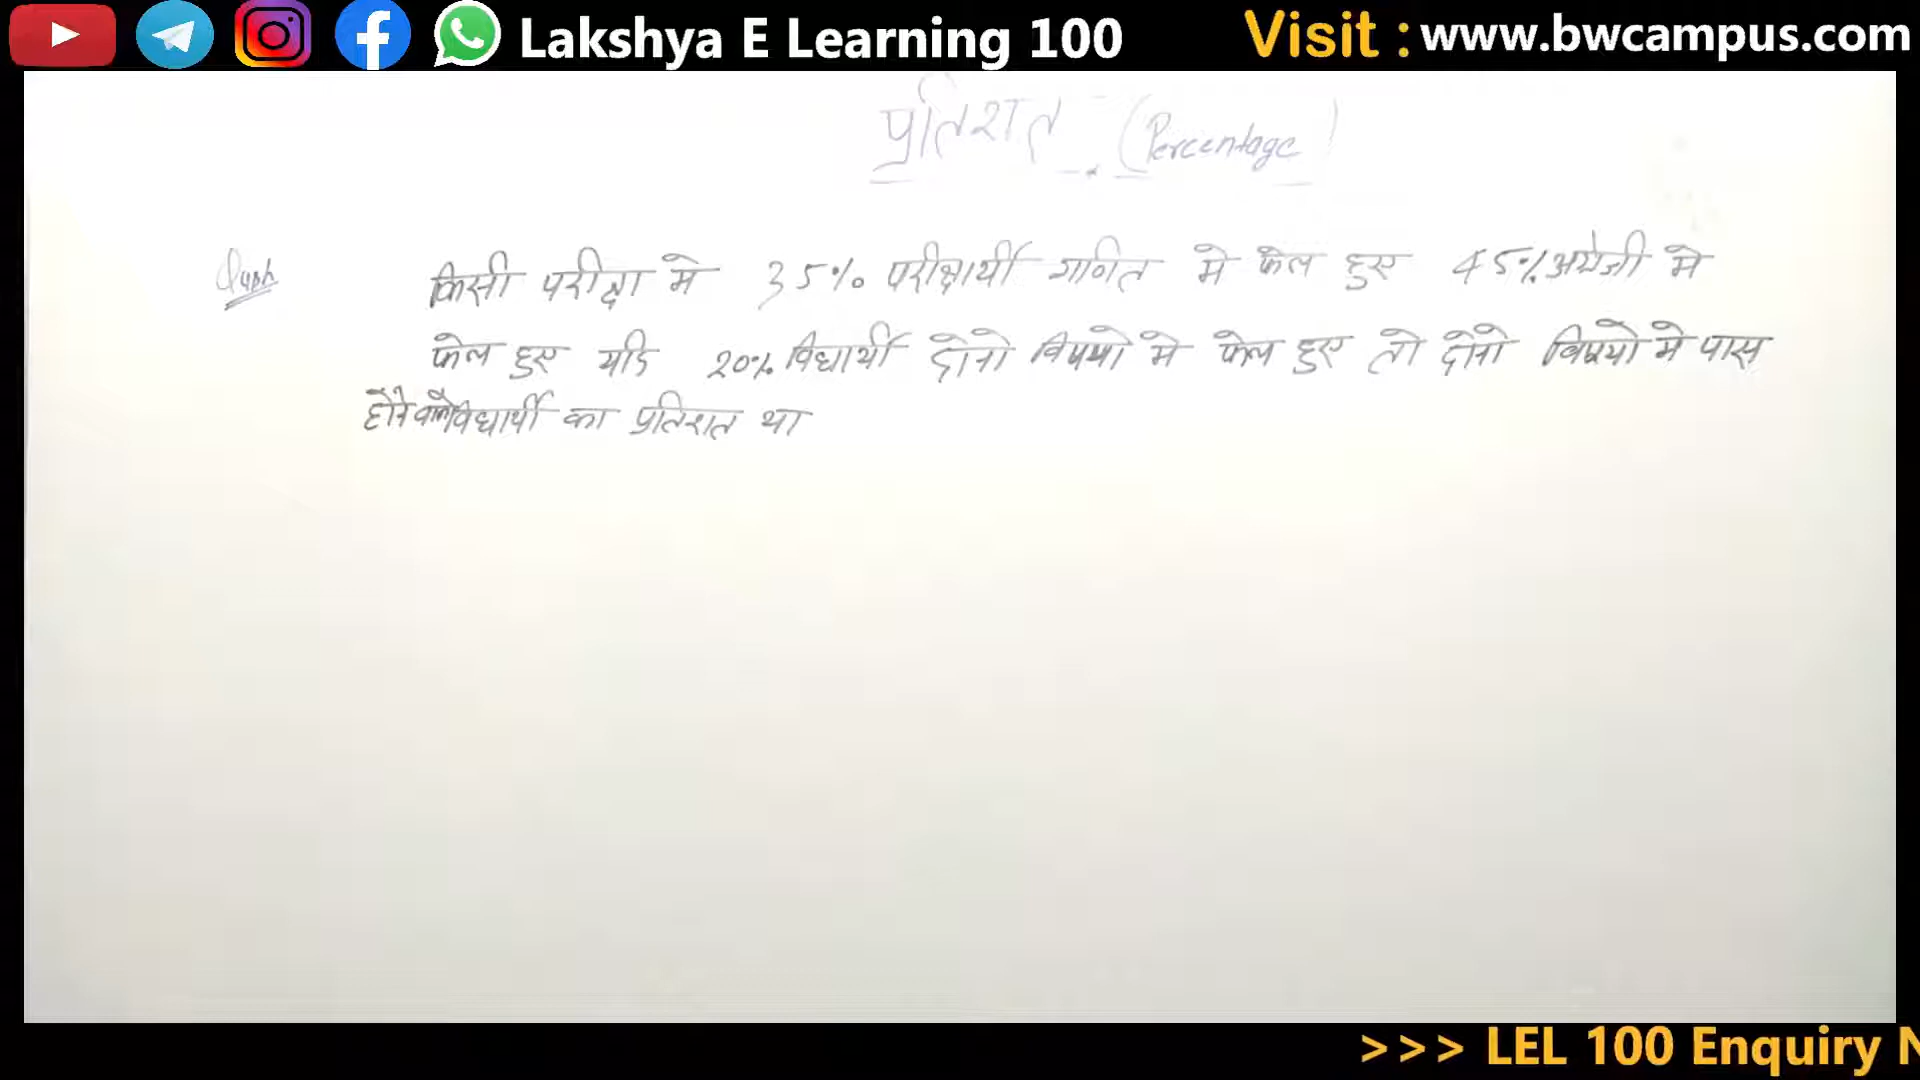 Lakshya E Learning 100 Visit : www.bwcampus.com
प्रतिशत (Percentage)
किसी परीक्षा मे 35% परीक्षार्थी गणित मे फेल हुए 45% अग्रेजी मे
फेल हुए यदि 20% विद्यार्थी दोनो विषयो मे फेल हुए तो दोनो विषयो मे पास
होने वाले विद्यार्थी का प्रतिशत था
>>> LEL 100 Enquiry N